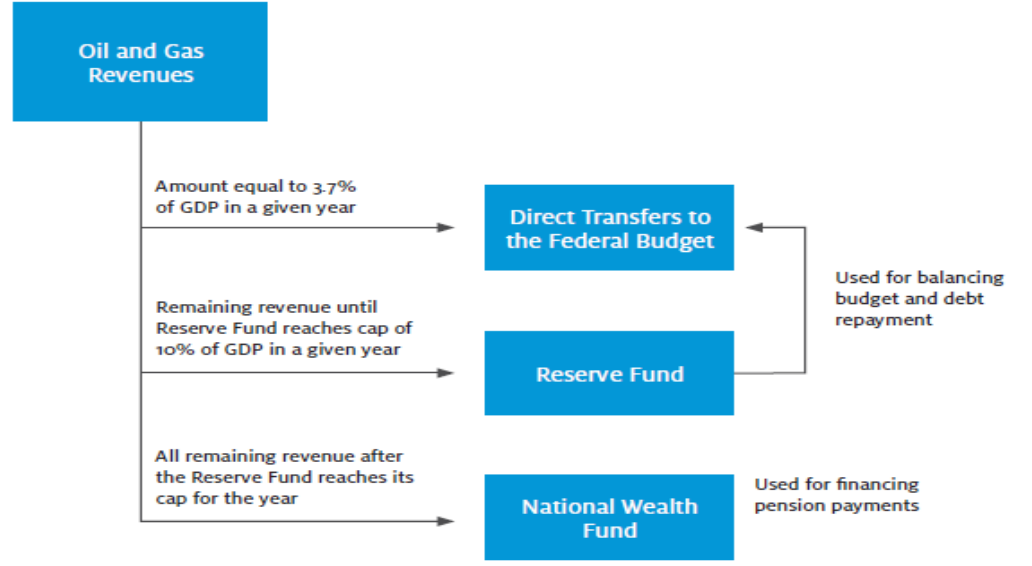 Oil and Gas
Revenues
Amount equal to 3.7%
of GDP in a given year
Direct Transfers to
the Federal Budget
Used for balancing
budget and debt
repayment
Remaining revenue until
Reserve Fund reaches cap of
10% of GDP in a given year
Reserve Fund
All remaining revenue after
the Reserve Fund reaches its
cap for the year
National Wealth
Fund
Used for financing
pension payments